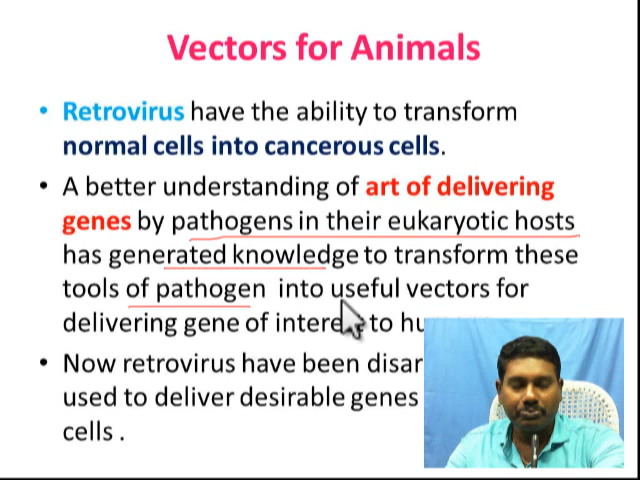 Vectors for Animals
• Retrovirus have the ability to transform
normal cells into cancerous cells.
• A better understanding of art of delivering
genes by pathogens in their eukaryotic hosts
has generated knowledge to transform these
tools of pathogen into useful vectors for
delivering gene of to
• Now retrovirus have been
used to deliver desirable genes
cells .